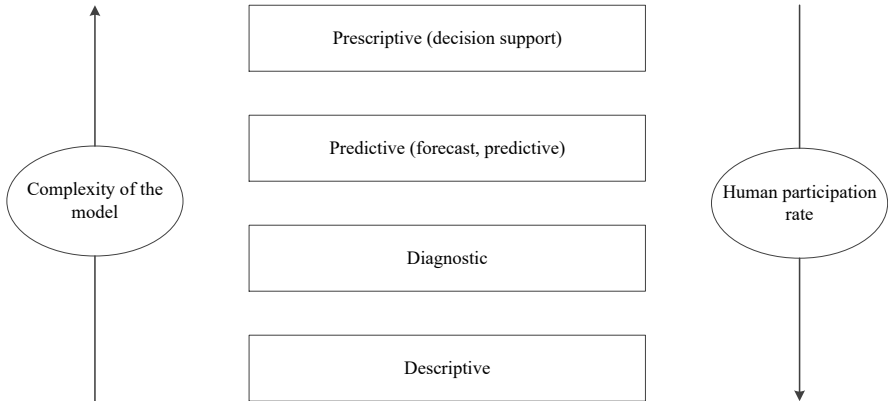 Prescriptive (decision support)
Predictive (forecast, predictive)
Complexity of the
model
Human participation
rate
Diagnostic
Descriptive